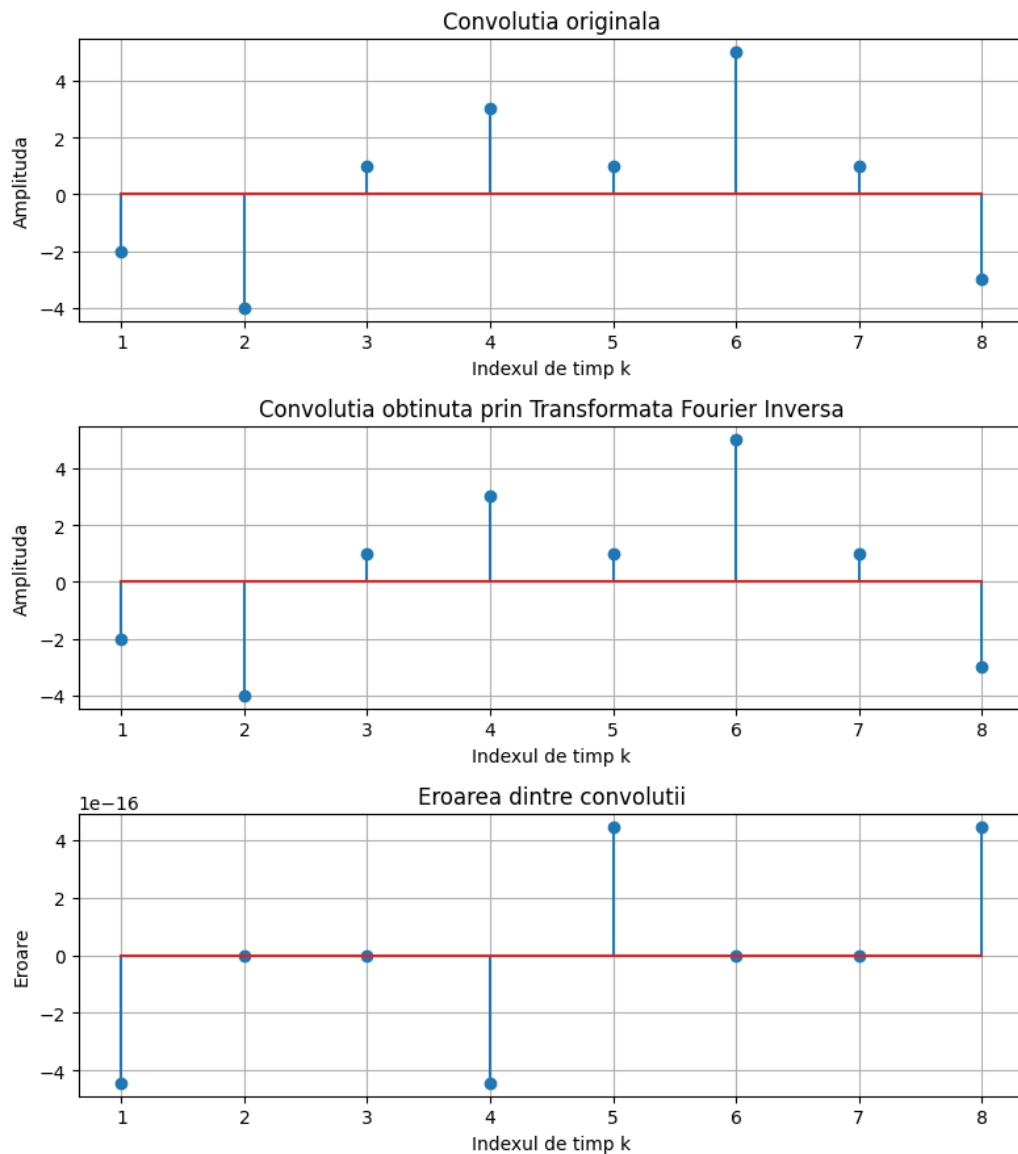 Convolutia originala
4
2
0
−2
−4
Amplituda
1 2 3 4 5 6 7 8
Indexul de timp k
Convolutia obtinuta prin Transformata Fourier Inversa
4
2
0
−2
−4
Amplituda
1 2 3 4 5 6 7 8
Indexul de timp k
Eroarea dintre convolutii
1e−16
4
2
0
−2
−4
Eroare
1 2 3 4 5 6 7 8
Indexul de timp k